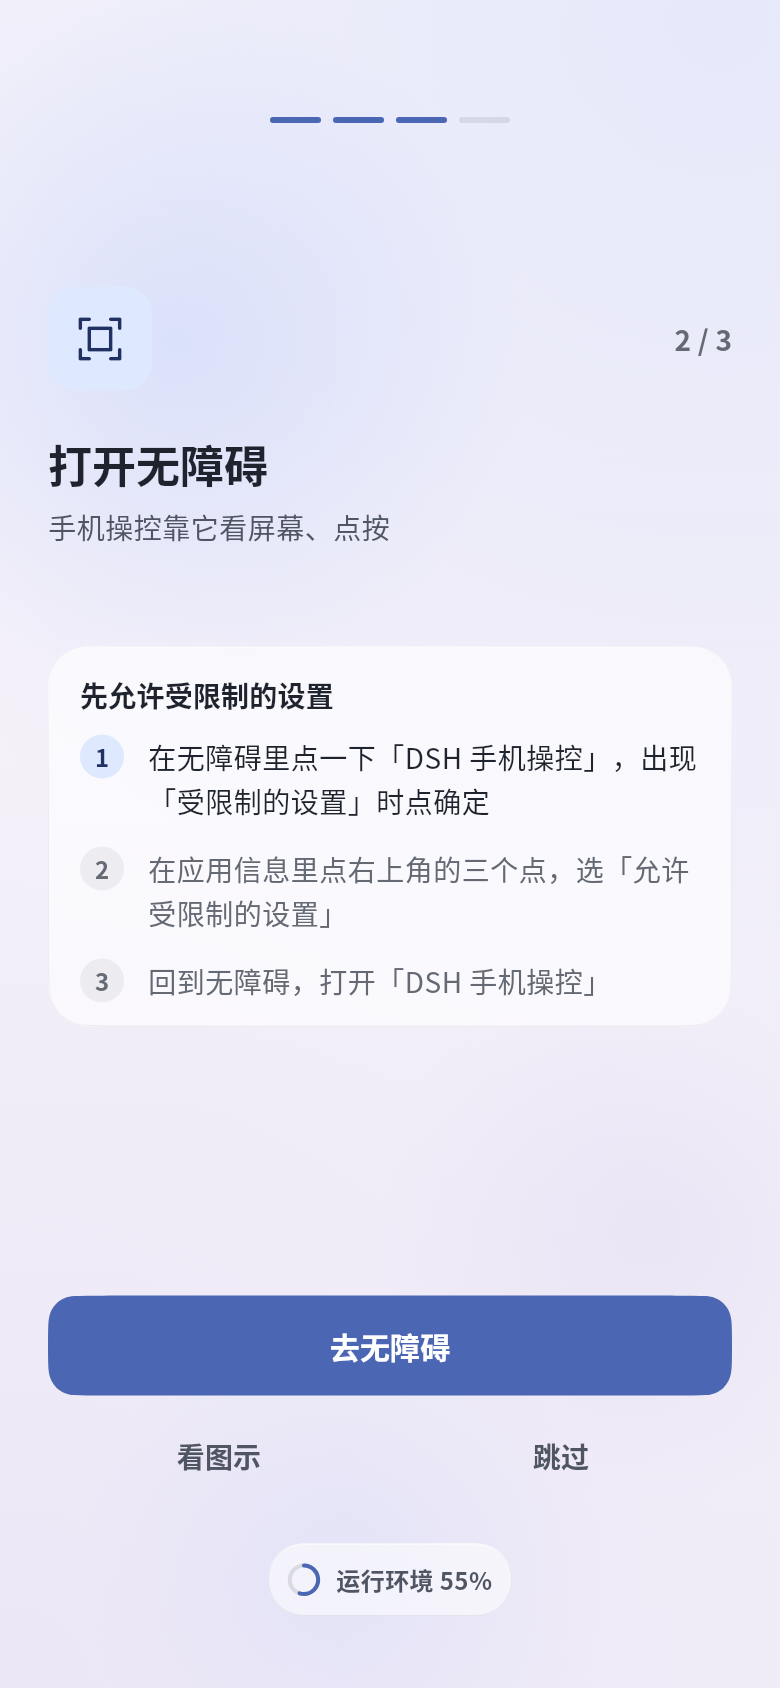 2 / 3
打开无障碍
手机操控靠它看屏幕、点按
先允许受限制的设置
1 在无障碍里点一下「DSH 手机操控」，出现
「受限制的设置」时点确定
2 在应用信息里点右上角的三个点，选「允许
受限制的设置」
3 回到无障碍，打开「DSH 手机操控」
去无障碍
看图示 跳过
运行环境 55%